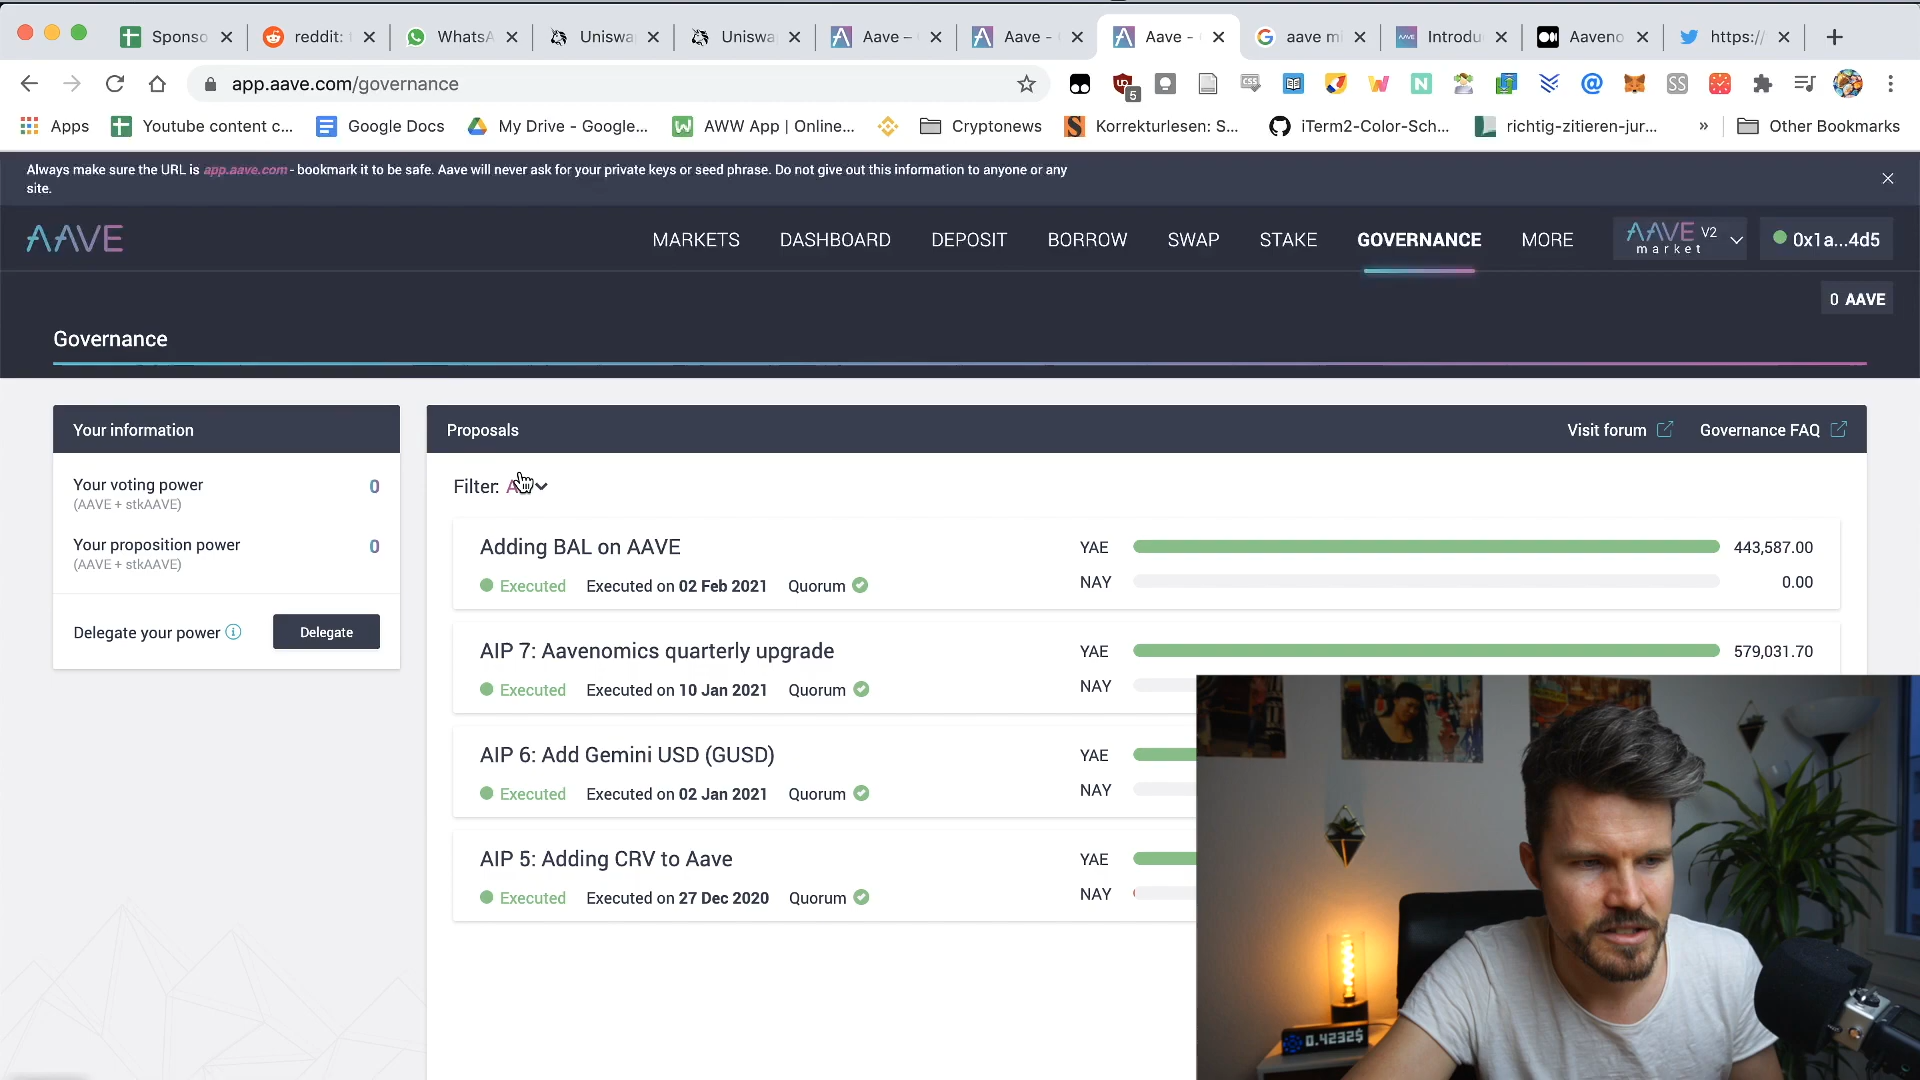 Sponso
reddit: t
WhatsA
Uniswa
Uniswa
Aave –
Aave -
Aave -
aave mi
Introdu
Aaveno
https://
app.aave.com/governance
5
Apps
Youtube content c...
Google Docs
My Drive - Google...
AWW App | Online...
Cryptonews
Korrekturlesen: S...
iTerm2-Color-Sch...
richtig-zitieren-jur...
»
Other Bookmarks
Always make sure the URL is app.aave.com - bookmark it to be safe. Aave will never ask for your private keys or seed phrase. Do not give out this information to anyone or any
site.
AAVE
MARKETS
DASHBOARD
DEPOSIT
BORROW
SWAP
STAKE
GOVERNANCE
MORE
AAVE V2
market
0x1a...4d5
0 AAVE
Governance
Your information
Your voting power
(AAVE + stkAAVE)
0
Your proposition power
(AAVE + stkAAVE)
0
Delegate your power
Delegate
Proposals
Visit forum
Governance FAQ
Filter:
Adding BAL on AAVE
Executed Executed on 02 Feb 2021 Quorum
YAE 443,587.00
NAY 0.00
AIP 7: Aavenomics quarterly upgrade
Executed Executed on 10 Jan 2021 Quorum
YAE 579,031.70
NAY
AIP 6: Add Gemini USD (GUSD)
Executed Executed on 02 Jan 2021 Quorum
YAE
NAY
AIP 5: Adding CRV to Aave
Executed Executed on 27 Dec 2020 Quorum
YAE
NAY
0.4232$